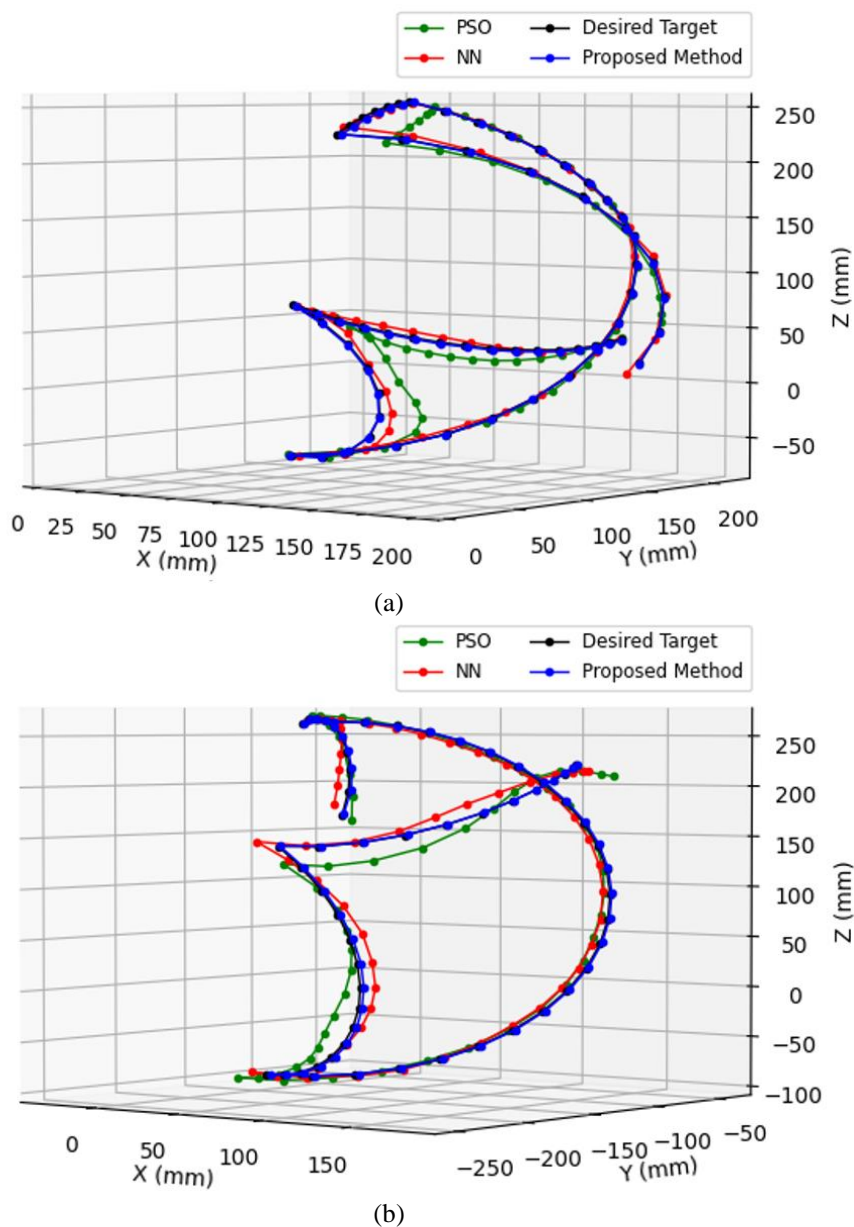 PSO Desired Target
NN Proposed Method
250
200
150
100
50
0
−50
Z (mm)
0 25 50 75 100 125 150 175 200
X (mm)
0 50 100 150 200
Y (mm)
(a)
PSO Desired Target
NN Proposed Method
250
200
150
100
50
0
−50
−100
Z (mm)
0 50 100 150
X (mm)
−250 −200 −150 −100 −50
Y (mm)
(b)